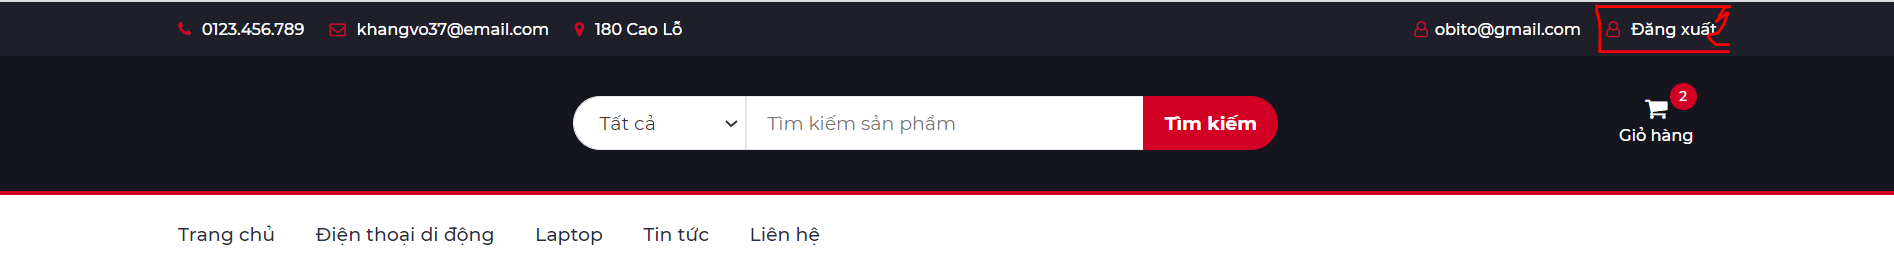 0123.456.789 khangvo37@email.com 180 Cao Lỗ obito@gmail.com Đăng xuất
2
Tất cả Tìm kiếm sản phẩm Tìm kiếm
Giỏ hàng
Trang chủ Điện thoại di động Laptop Tin tức Liên hệ